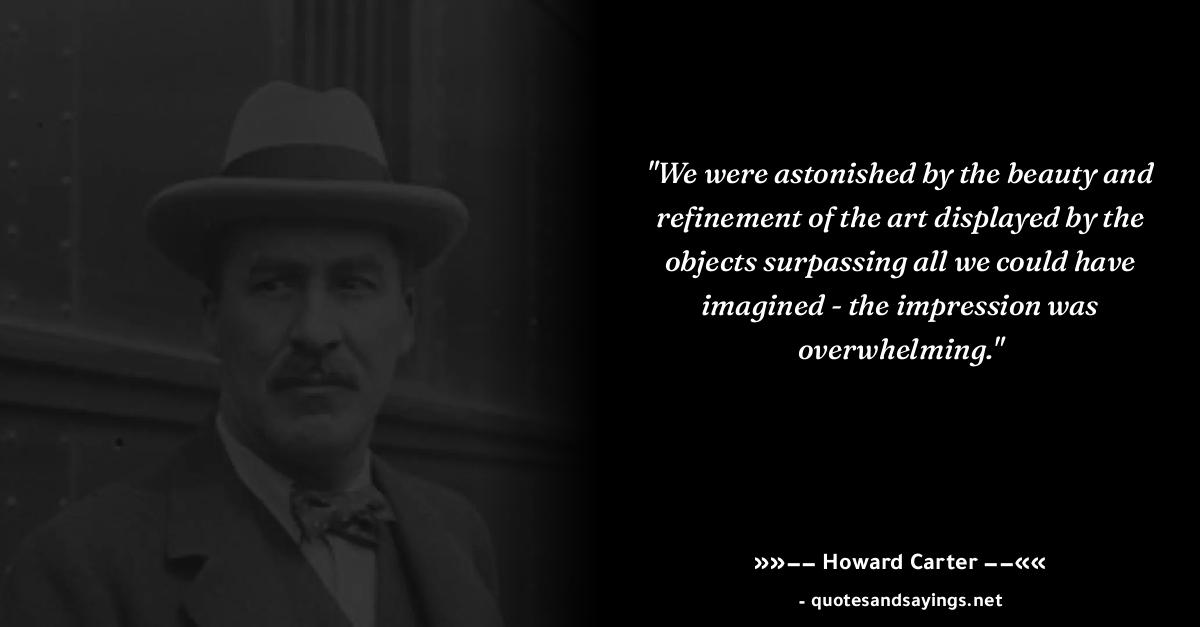 "We were astonished by the beauty and
refinement of the art displayed by the
objects surpassing all we could have
imagined - the impression was
overwhelming."
»»–– Howard Carter ––««
- quotesandsayings.net